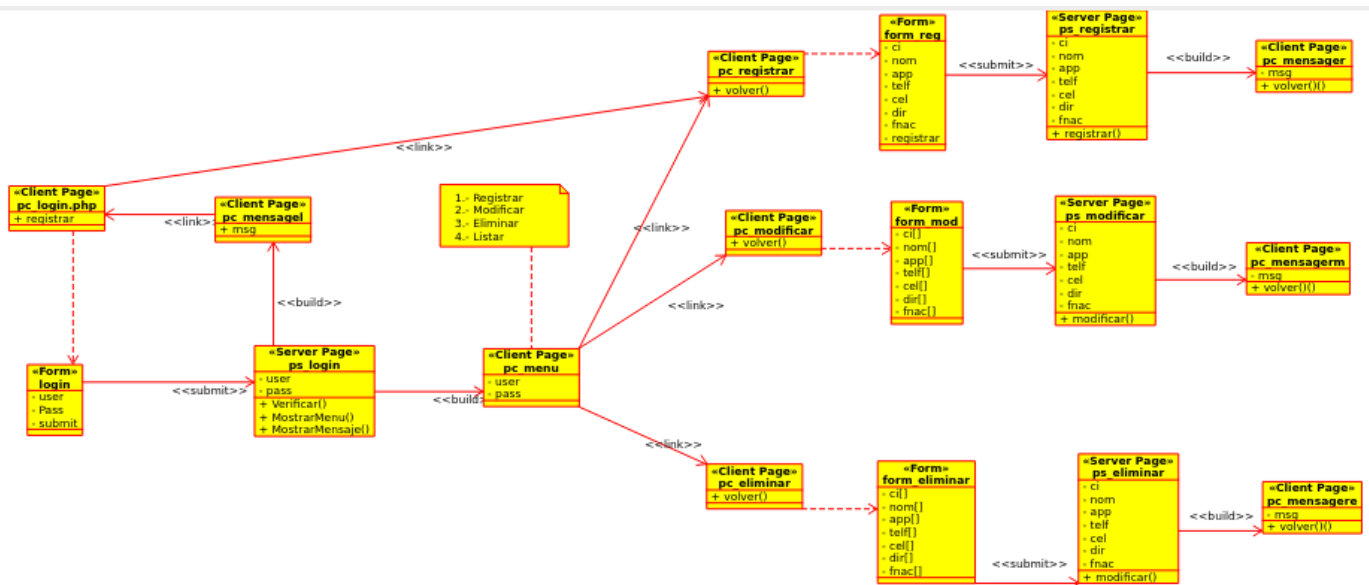 «Client Page»
pc_login.php
+ registrar
<<link>>
«Client Page»
pc_mensagel
+ msg
<<link>
<<build>>
«Form»
login
- user
- Pass
- submit
<<submit>>
«Server Page»
ps_login
- user
- pass
+ Verificar()
+ MostrarMenu()
+ MostrarMensaje()
<<build>
1.- Registrar
2.- Modificar
3.- Eliminar
4.- Listar
«Client Page»
pc_menu
- user
- pass
<<link>>
<<link>>
<<link>>
«Client Page»
pc_registrar
+ volver()
«Form»
form_reg
- ci
- nom
- app
- telf
- cel
- dir
- fnac
- registrar
<<submit>>
«Server Page»
ps_registrar
- ci
- nom
- app
- telf
- cel
- dir
- fnac
+ registrar()
<<build>>
«Client Page»
pc_mensager
- msg
+ volver()()
«Client Page»
pc_modificar
+ volver()
«Form»
form_mod
- ci[]
- nom[]
- app[]
- telf[]
- cel[]
- dir[]
- fnac[]
<<submit>>
«Server Page»
ps_modificar
- ci
- nom
- app
- telf
- cel
- dir
- fnac
+ modificar()
<<build>>
«Client Page»
pc_mensagerm
- msg
+ volver()()
«Client Page»
pc_eliminar
+ volver()
«Form»
form_eliminar
- ci[]
- nom[]
- app[]
- telf[]
- cel[]
- dir[]
- fnac[]
<<submit>>
«Server Page»
ps_eliminar
- ci
- nom
- app
- telf
- cel
- dir
- fnac
+ modificar()
<<build>>
«Client Page»
pc_mensagere
- msg
+ volver()()